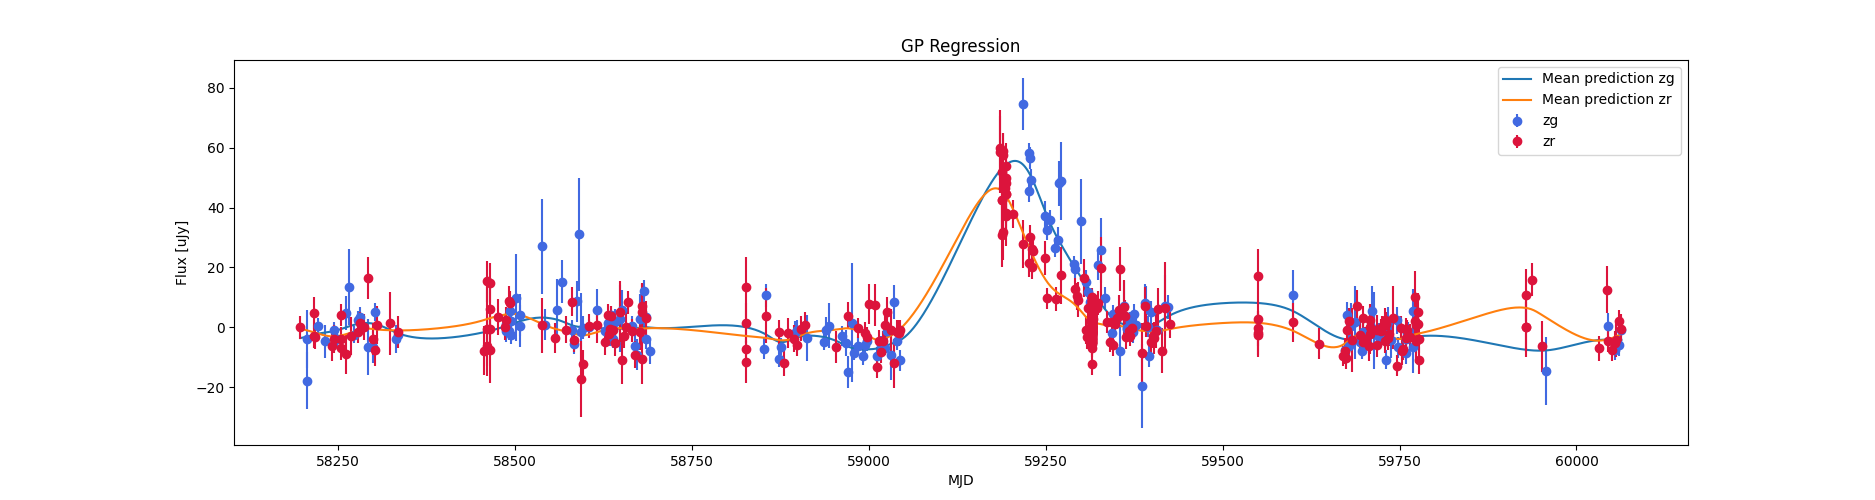 GP Regression
Flux [uJy]
80
60
40
20
0
−20
58250
58500
58750
59000
59250
59500
59750
60000
MJD
Mean prediction zg
Mean prediction zr
zg
zr